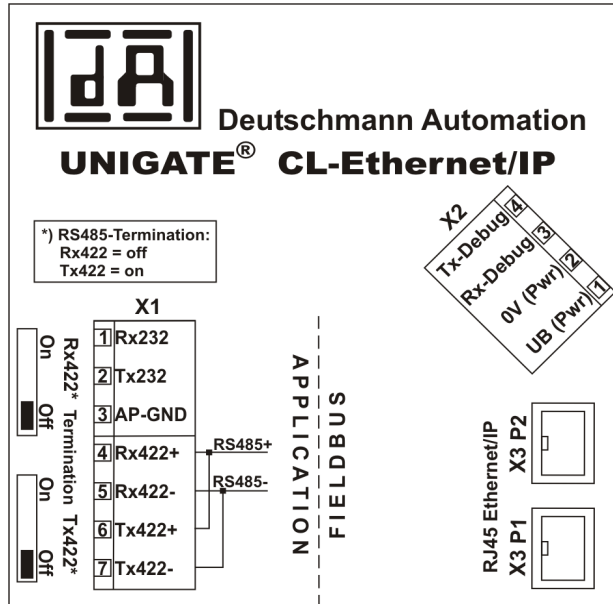 dA
Deutschmann Automation
UNIGATE® CL-Ethernet/IP
*) RS485-Termination:
Rx422 = off
Tx422 = on
X2
4 Tx-Debug
3 Rx-Debug
2 0V (Pwr)
1 UB (Pwr)
X1
1 Rx232
2 Tx232
3 AP-GND
4 Rx422+
5 Rx422-
6 Tx422+
7 Tx422-
RS485+
RS485-
Rx422* Termination Tx422*
On Off
On Off
APPLICATION
FIELDBUS
RJ45 Ethernet/IP
X3 P2
X3 P1